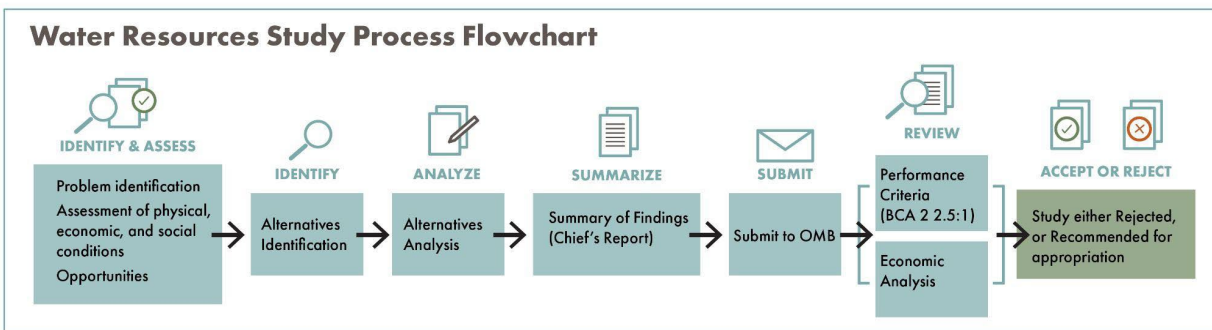 Water Resources Study Process Flowchart
IDENTIFY & ASSESS
Problem identification
Assessment of physical,
economic, and social
conditions
Opportunities
IDENTIFY
Alternatives
Identification
ANALYZE
Alternatives
Analysis
SUMMARIZE
Summary of Findings
(Chief's Report)
SUBMIT
Submit to OMB
REVIEW
Performance
Criteria
(BCA 2 2.5:1)
Economic
Analysis
ACCEPT OR REJECT
Study either Rejected,
or Recommended for
appropriation